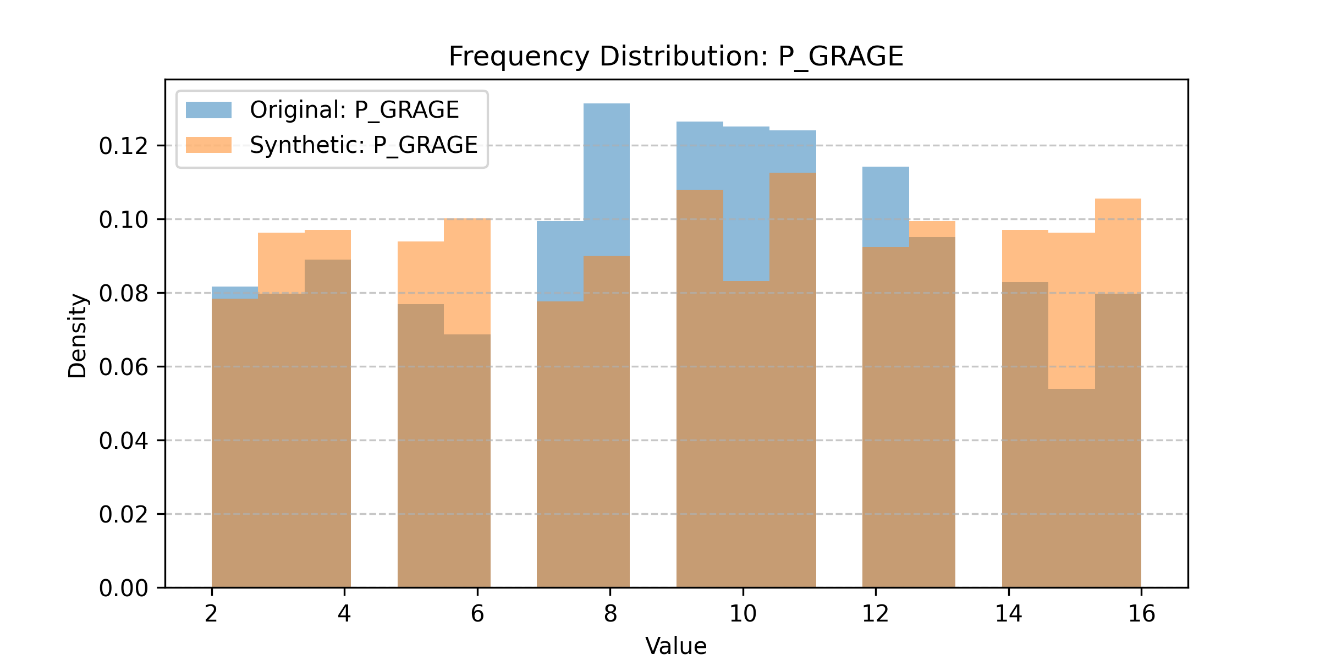 Frequency Distribution: P_GRAGE
Original: P_GRAGE
Synthetic: P_GRAGE
Density
0.12
0.10
0.08
0.06
0.04
0.02
0.00
2 4 6 8 10 12 14 16
Value